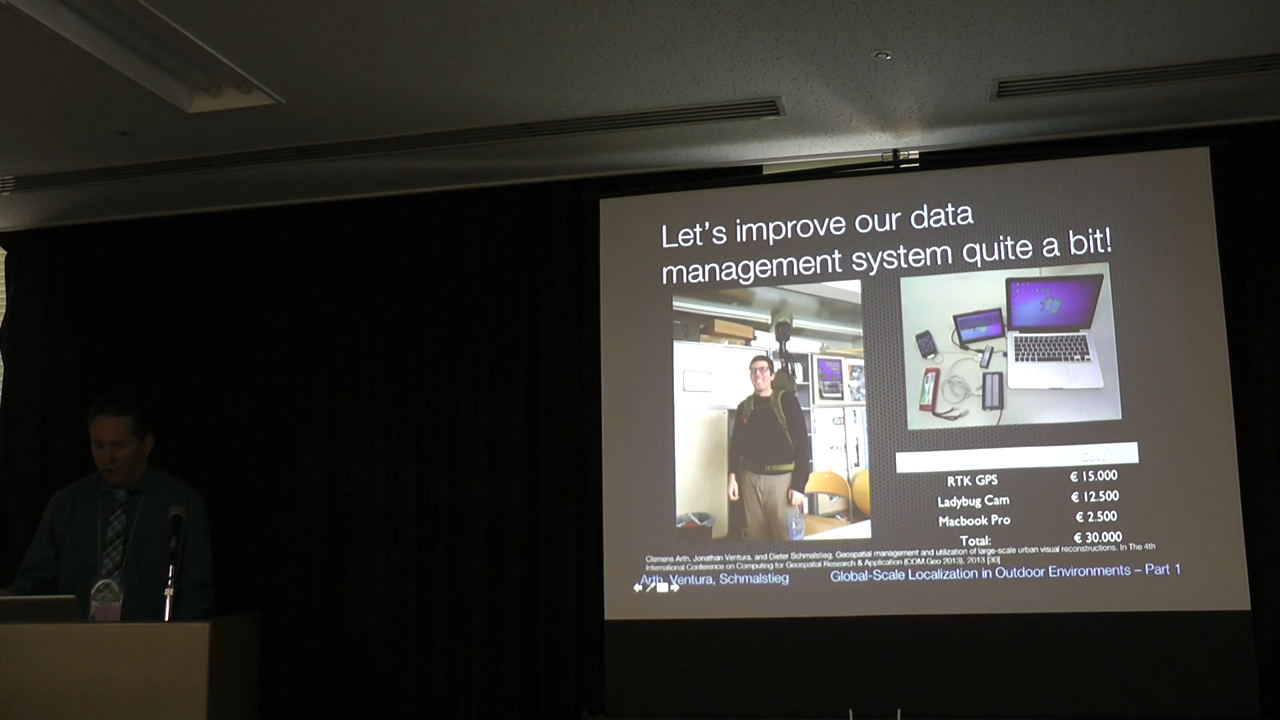 Let's improve our data
management system quite a bit!
Cost
RTK GPS € 15.000
Ladybug Cam € 12.500
Macbook Pro € 2.500
Total: € 30.000
Clemens Arth, Jonathan Ventura, and Dieter Schmalstieg. Geospatial management and utilization of large-scale urban visual reconstructions. In The 4th
International Conference on Computing for Geospatial Research & Application (COM.Geo 2013), 2013 [30]
Arth, Ventura, Schmalstieg Global-Scale Localization in Outdoor Environments – Part 1